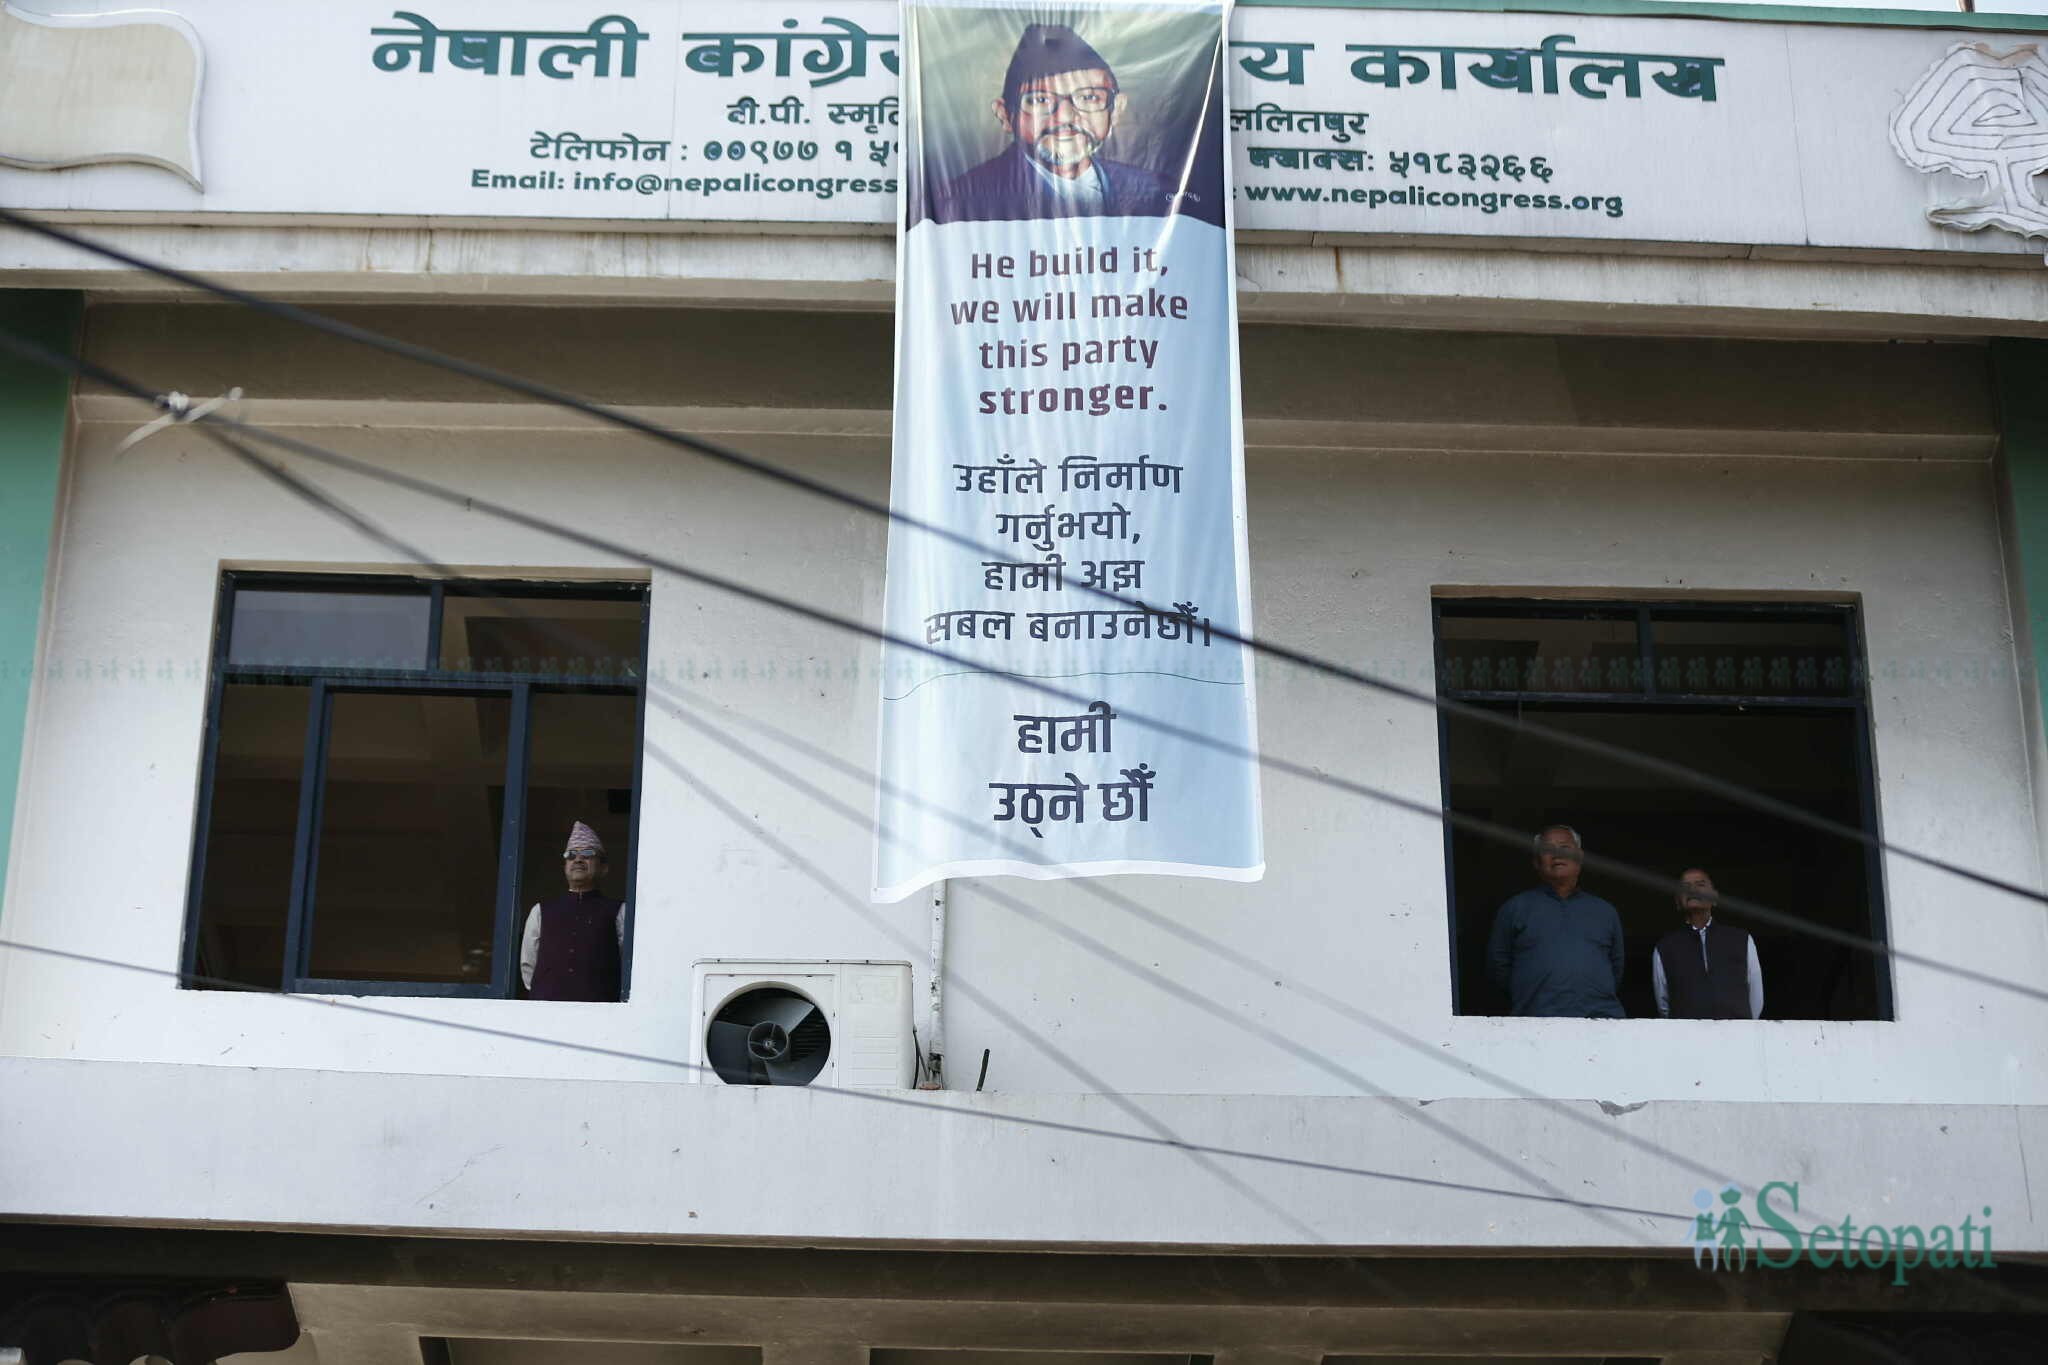 नेपाली कांग्रे य कार्यालय
बी.पी. स्मृति ललितपुर
टेलिफोन : ००९७७ १ ५ फ्याक्स: ५१८३२६६
Email: info@nepalicongress : www.nepalicongress.org
He build it,
we will make
this party
stronger.
उहाँले निर्माण
गर्नुभयो,
हामी अझ
सबल बनाउनेछौँ।
हामी
उठ्ने छौँ
Setopati